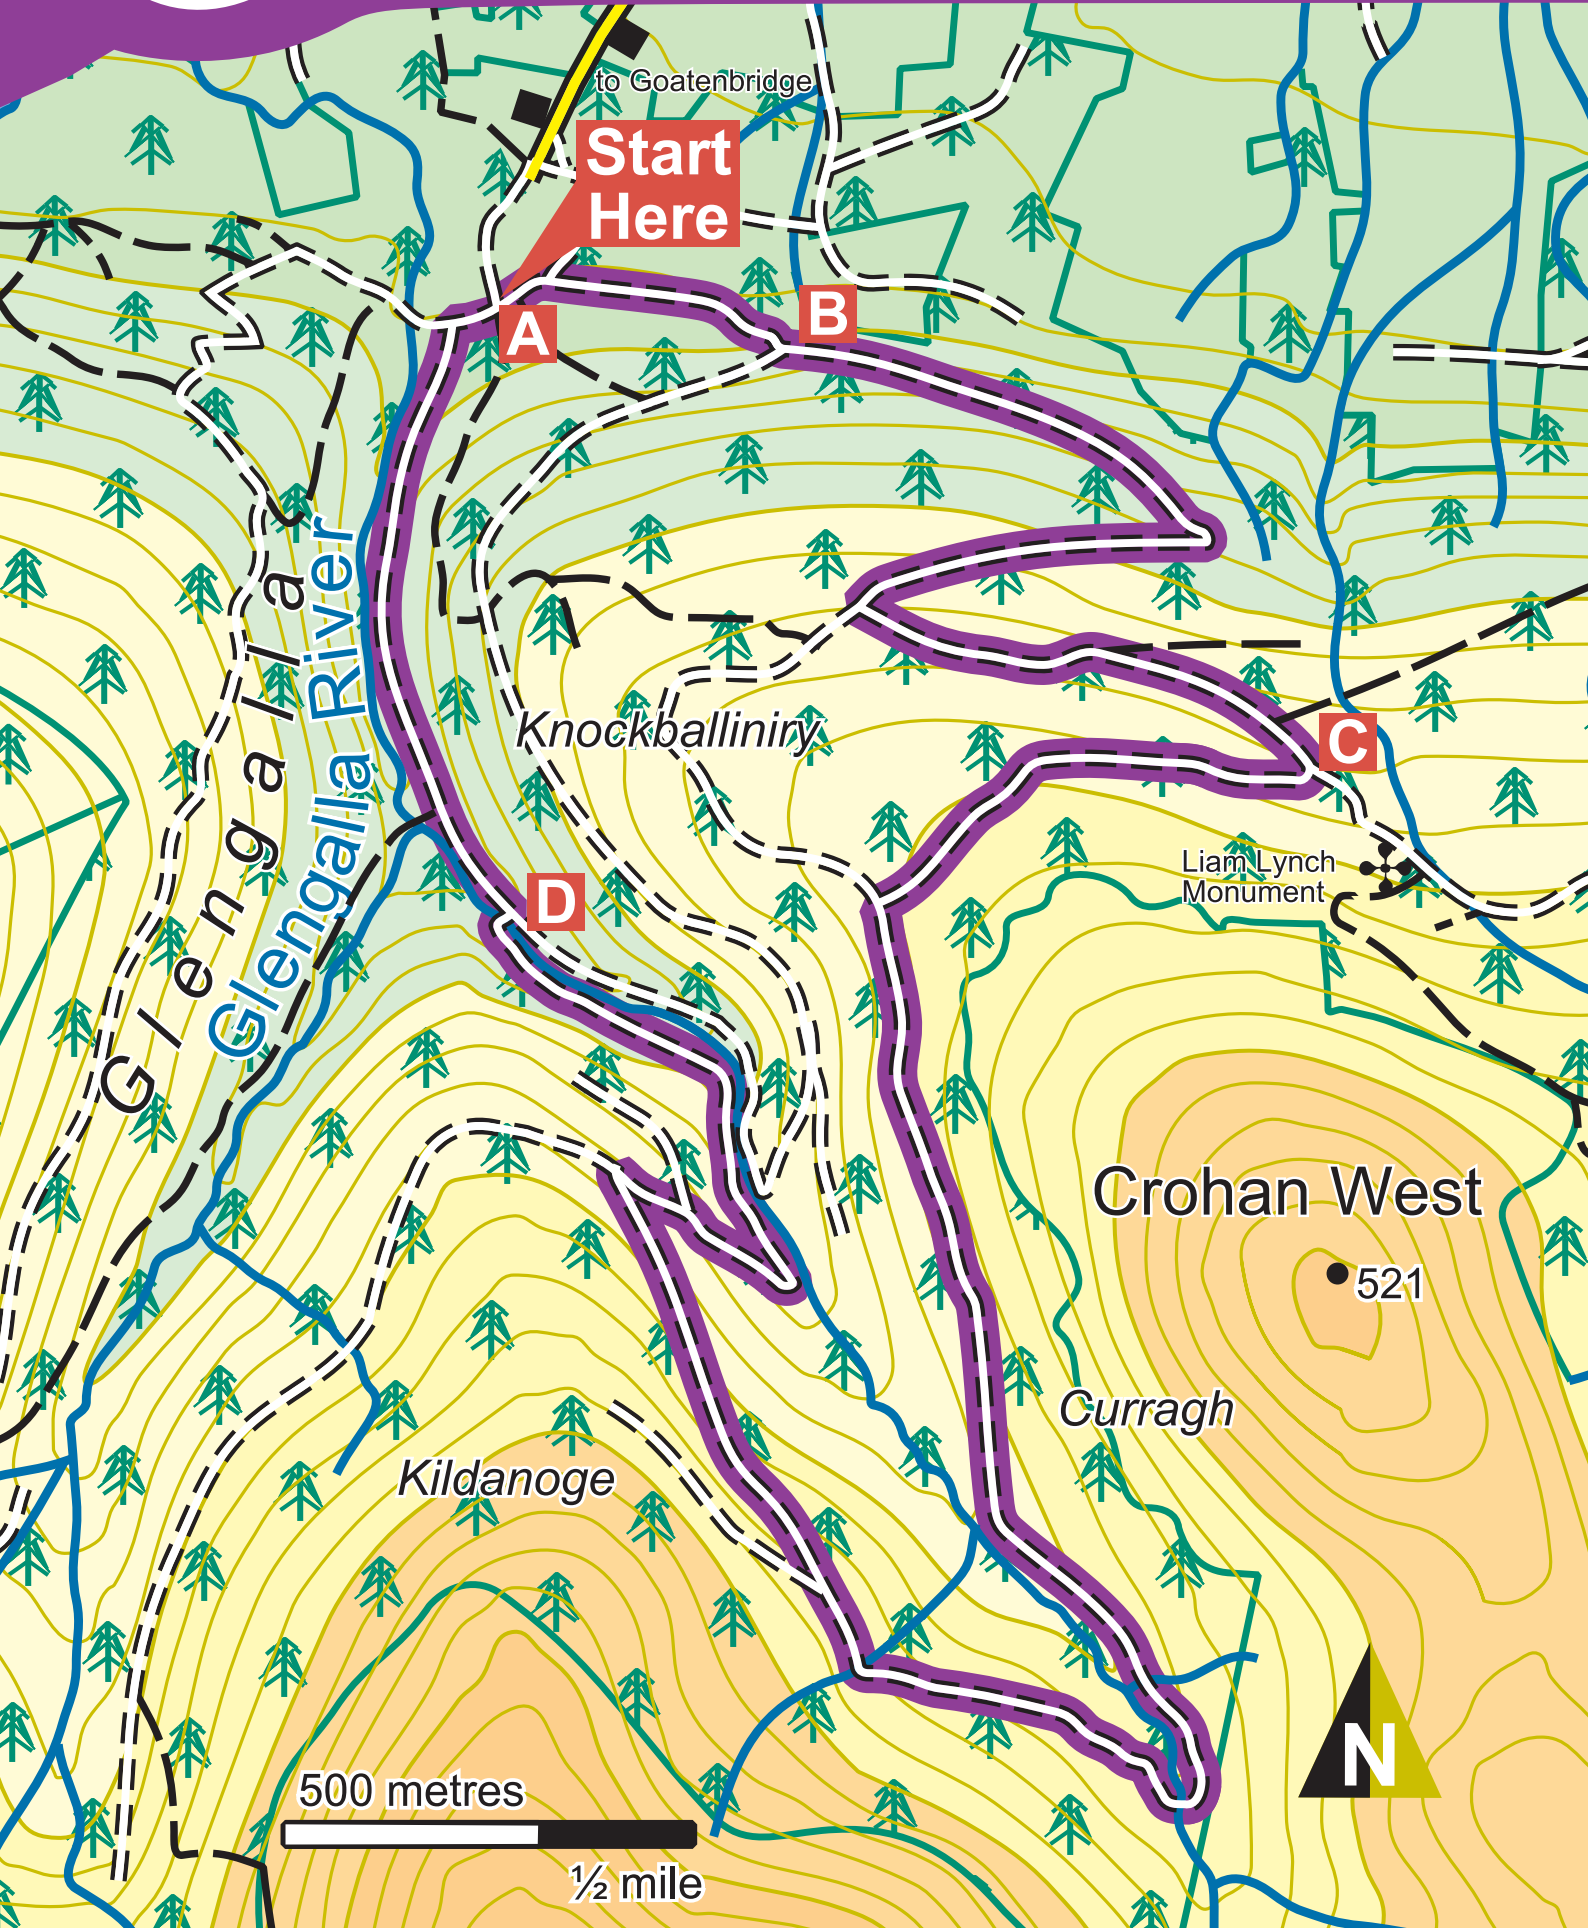 to Goatenbridge
Start
Here
A
B
Glengalla
Glengalla River
Knockballiniry
C
Liam Lynch
Monument
D
Crohan West
521
Curragh
Kildanoge
N
500 metres
½ mile